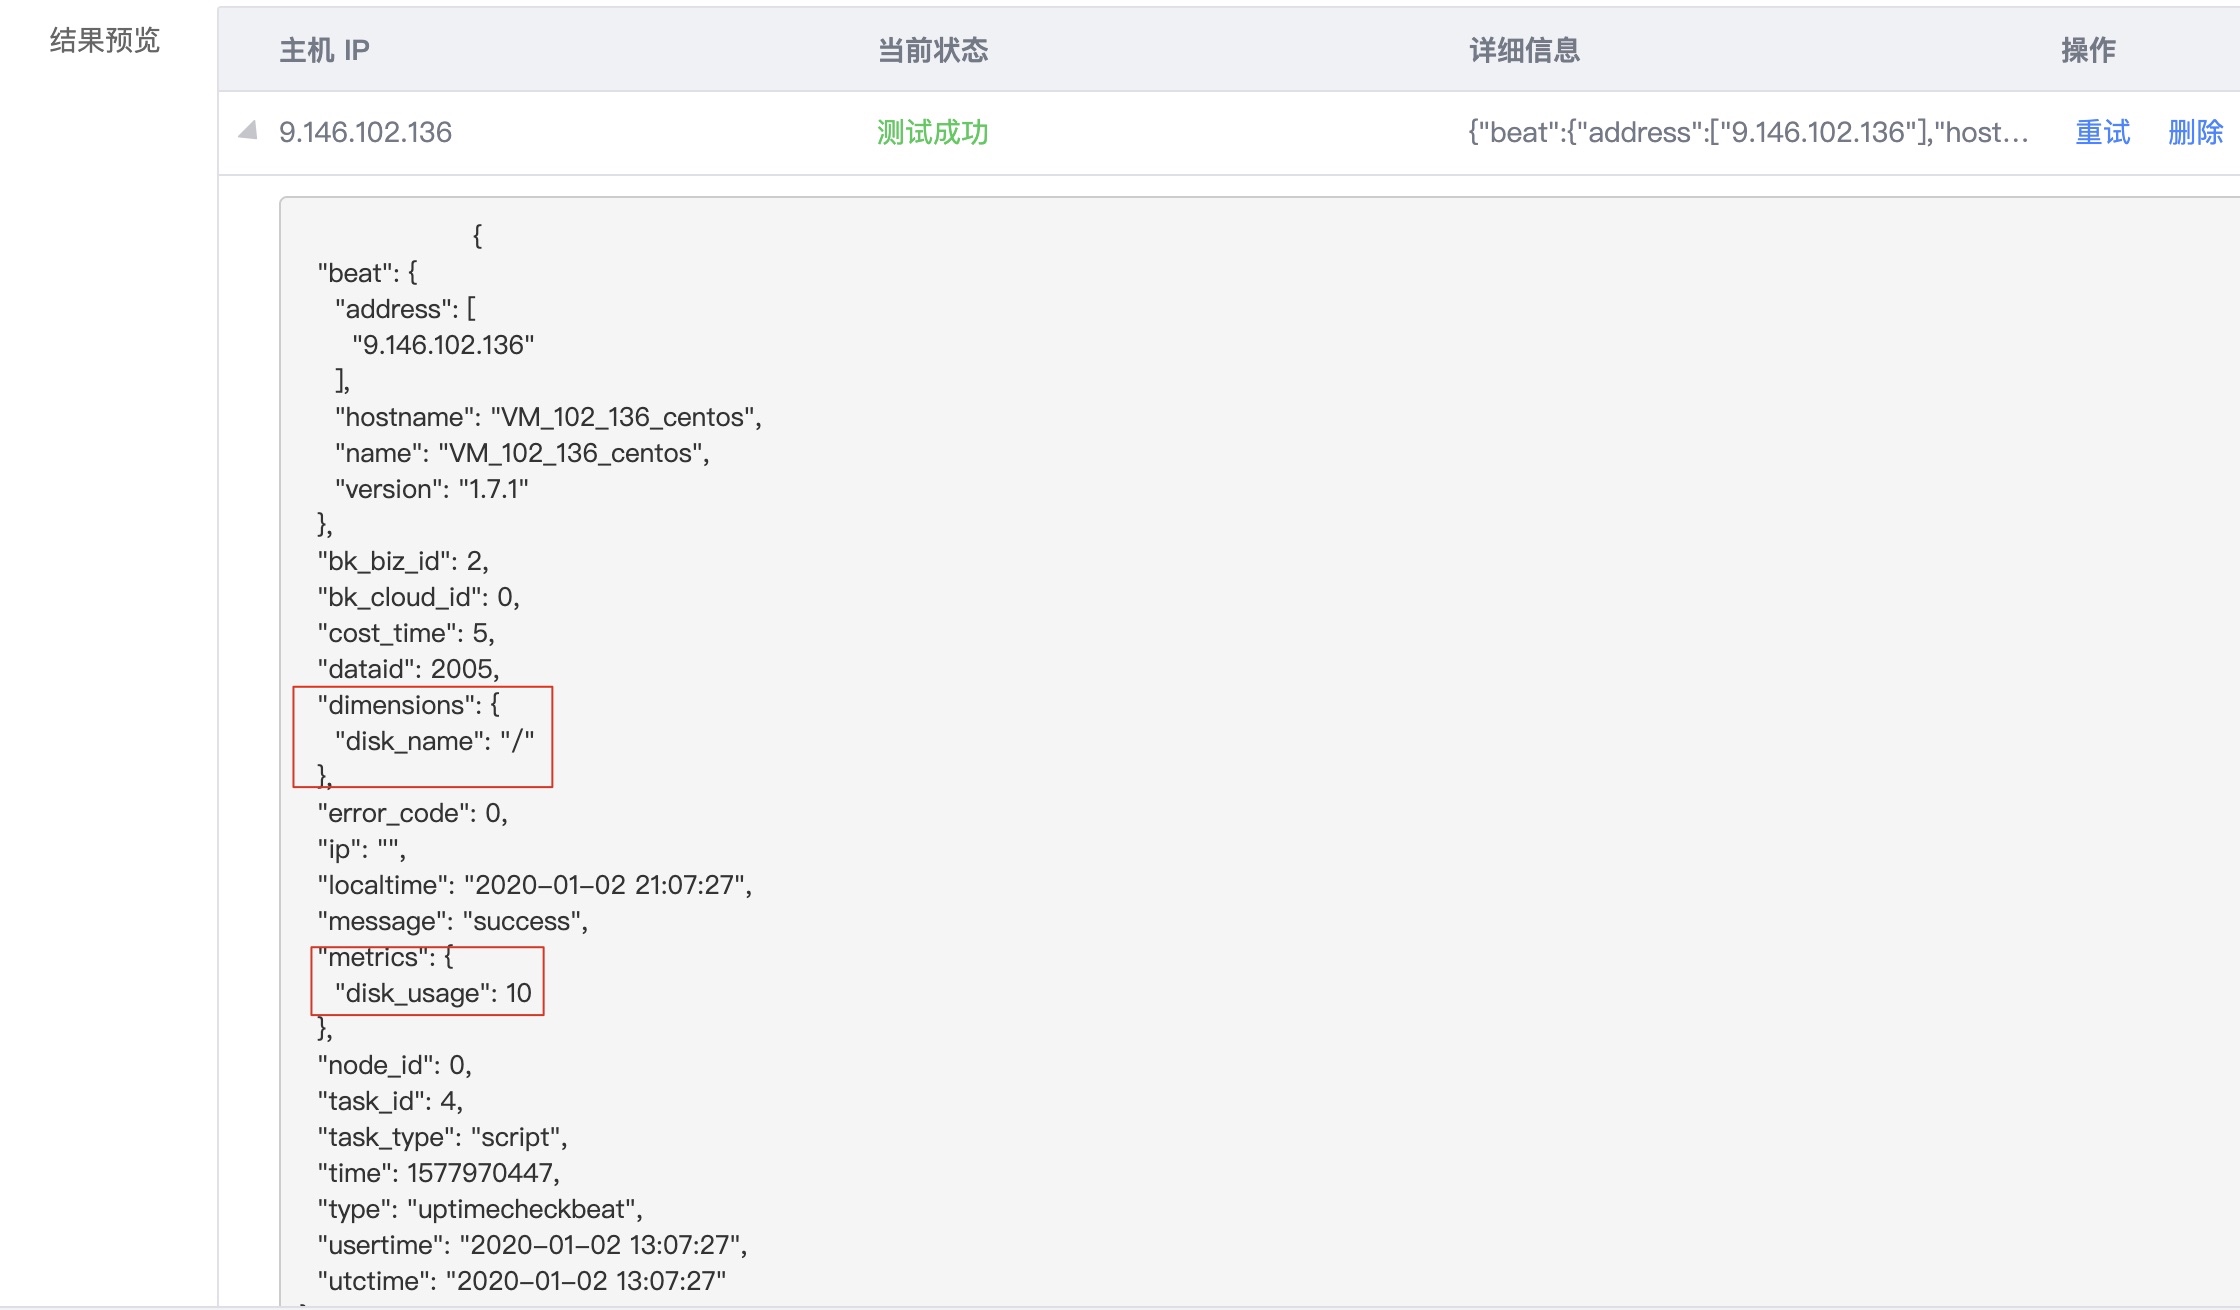 结果预览
主机 IP 当前状态 详细信息 操作
9.146.102.136 测试成功 {"beat":{"address":["9.146.102.136"],"host... 重试 删除
{
"beat": {
"address": [
"9.146.102.136"
],
"hostname": "VM_102_136_centos",
"name": "VM_102_136_centos",
"version": "1.7.1"
},
"bk_biz_id": 2,
"bk_cloud_id": 0,
"cost_time": 5,
"dataid": 2005,
"dimensions": {
"disk_name": "/"
},
"error_code": 0,
"ip": "",
"localtime": "2020-01-02 21:07:27",
"message": "success",
"metrics": {
"disk_usage": 10
},
"node_id": 0,
"task_id": 4,
"task_type": "script",
"time": 1577970447,
"type": "uptimecheckbeat",
"usertime": "2020-01-02 13:07:27",
"utctime": "2020-01-02 13:07:27"